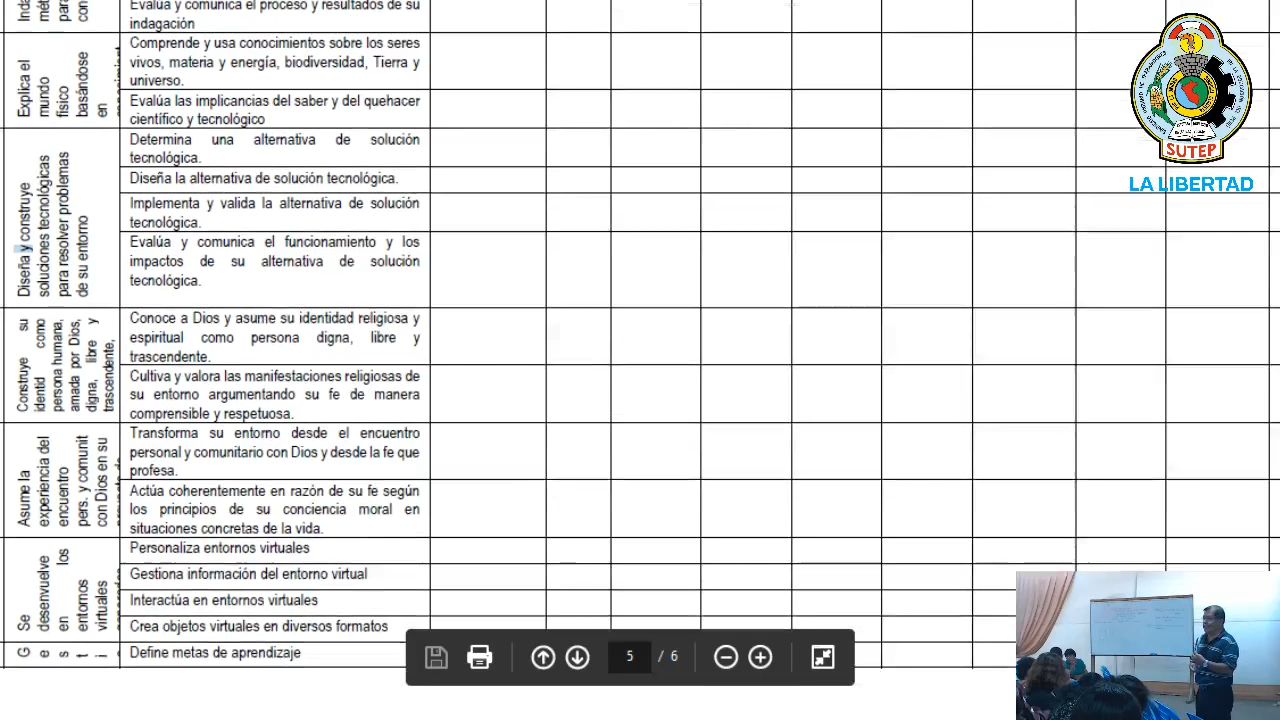 Inda
mét
para
con
Evalúa y comunica el proceso y resultados de su
indagación
Explica el
mundo
físico
basándose
en
Comprende y usa conocimientos sobre los seres
vivos, materia y energía, biodiversidad, Tierra y
universo.
Evalúa las implicancias del saber y del quehacer
científico y tecnológico
Diseña y construye
soluciones tecnológicas
para resolver problemas
de su entorno
Determina una alternativa de solución
tecnológica.
Diseña la alternativa de solución tecnológica.
Implementa y valida la alternativa de solución
tecnológica.
Evalúa y comunica el funcionamiento y los
impactos de su alternativa de solución
tecnológica.
Construye su
identid como
persona humana,
amada por Dios,
digna, libre y
trascendente,
Conoce a Dios y asume su identidad religiosa y
espiritual como persona digna, libre y
trascendente.
Cultiva y valora las manifestaciones religiosas de
su entorno argumentando su fe de manera
comprensible y respetuosa.
Asume la
experiencia del
encuentro
pers. y comunit
con Dios en su
Transforma su entorno desde el encuentro
personal y comunitario con Dios y desde la fe que
profesa.
Actúa coherentemente en razón de su fe según
los principios de su conciencia moral en
situaciones concretas de la vida.
Se
desenvuelve
en los
entornos
virtuales
Personaliza entornos virtuales
Gestiona información del entorno virtual
Interactúa en entornos virtuales
Crea objetos virtuales en diversos formatos
G e s t i
Define metas de aprendizaje
5 / 6
SUTEP
LA LIBERTAD